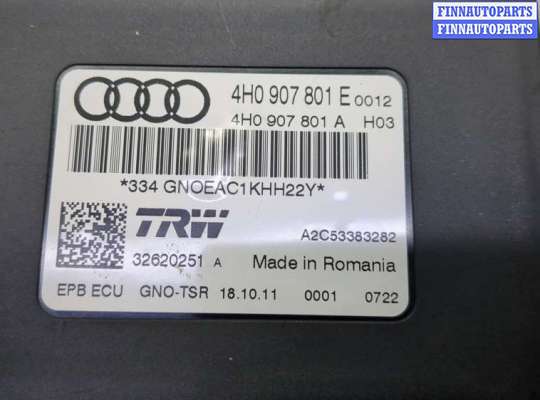 FINNAUTOPARTS
FINNAUTOPARTS
4H0 907 801 E 0012
4H0 907 801 A H03
*334 GNOEAC1KHH22Y*
TRW
A2C53383282
32620251 A Made in Romania
EPB ECU GNO-TSR 18.10.11 0001 0722